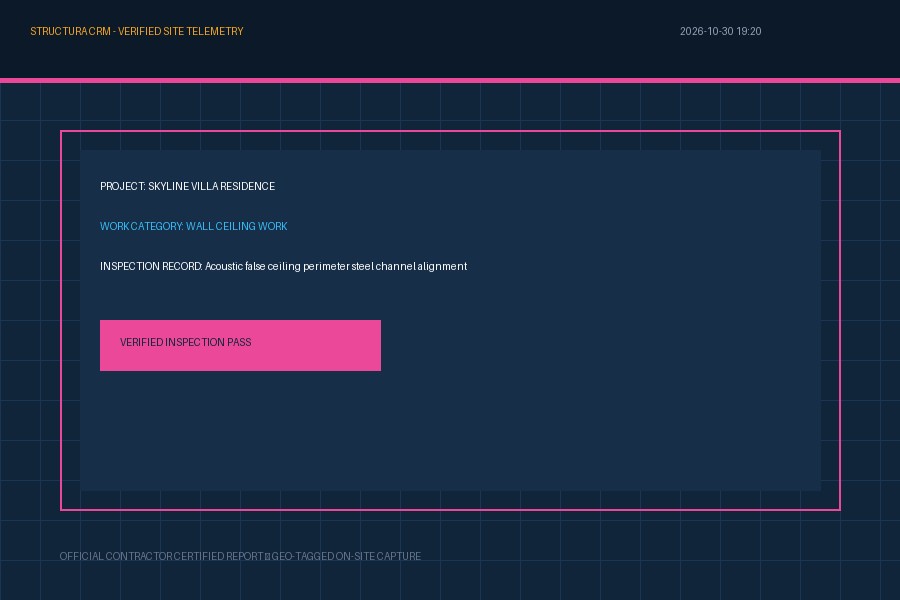 STRUCTURA CRM - VERIFIED SITE TELEMETRY
2026-10-30 19:20
PROJECT: SKYLINE VILLA RESIDENCE
WORK CATEGORY: WALL CEILING WORK
INSPECTION RECORD: Acoustic false ceiling perimeter steel channel alignment
VERIFIED INSPECTION PASS
OFFICIAL CONTRACTOR CERTIFIED REPORT GEO-TAGGED ON-SITE CAPTURE